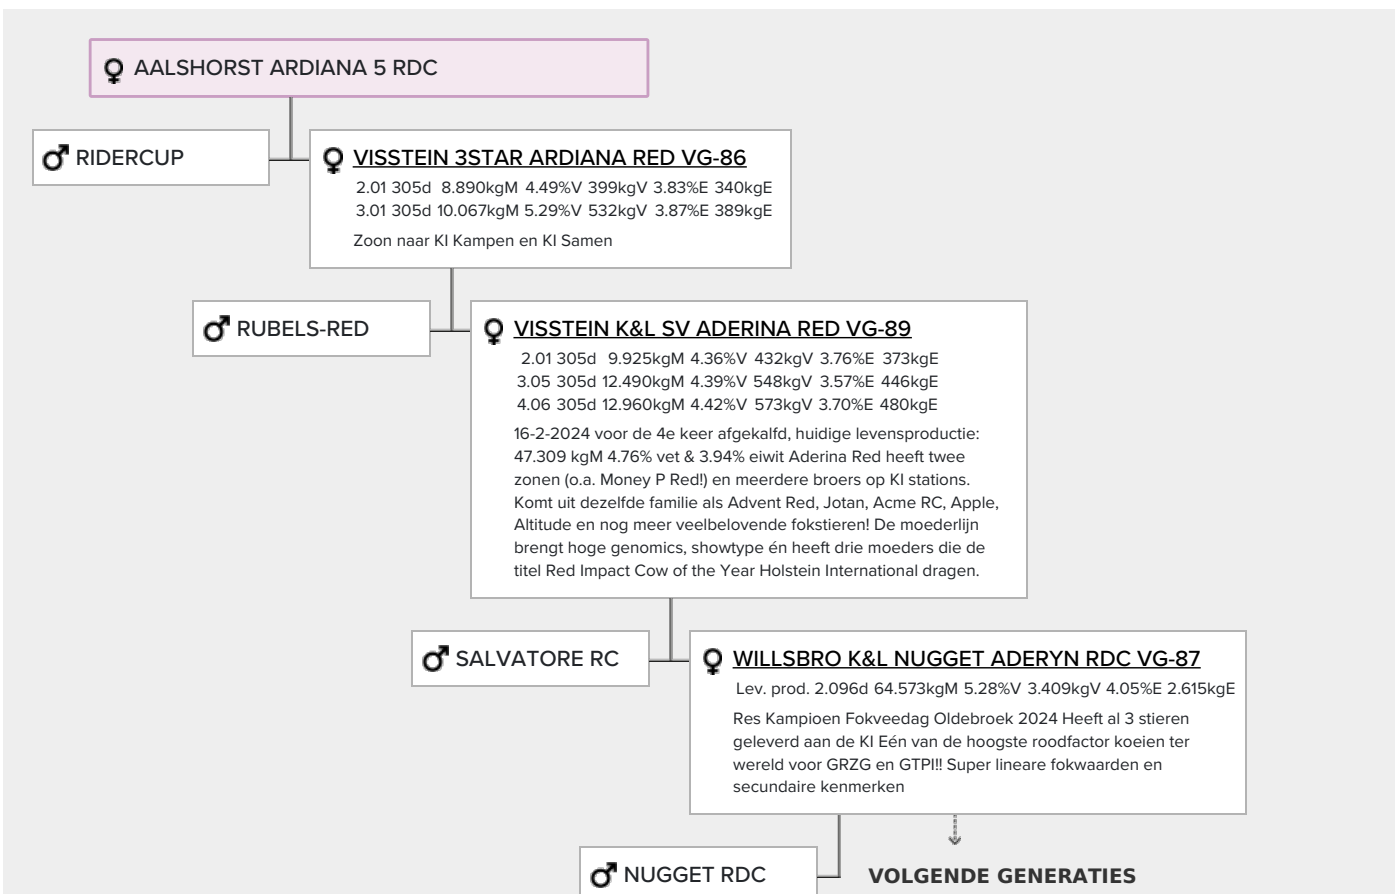 AALSHORST ARDIANA 5 RDC
RIDERCUP
VISSTEIN 3STAR ARDIANA RED VG-86
2.01 305d 8.890kgM 4.49%V 399kgV 3.83%E 340kgE
3.01 305d 10.067kgM 5.29%V 532kgV 3.87%E 389kgE
Zoon naar KI Kampen en KI Samen
RUBELS-RED
VISSTEIN K&L SV ADERINA RED VG-89
2.01 305d 9.925kgM 4.36%V 432kgV 3.76%E 373kgE
3.05 305d 12.490kgM 4.39%V 548kgV 3.57%E 446kgE
4.06 305d 12.960kgM 4.42%V 573kgV 3.70%E 480kgE
16-2-2024 voor de 4e keer afgekalfd, huidige levensproductie:
47.309 kgM 4.76% vet & 3.94% eiwit Aderina Red heeft twee
zonen (o.a. Money P Red!) en meerdere broers op KI stations.
Komt uit dezelfde familie als Advent Red, Jotan, Acme RC, Apple,
Altitude en nog meer veelbelovende fokstieren! De moederlijn
brengt hoge genomics, showtype én heeft drie moeders die de
titel Red Impact Cow of the Year Holstein International dragen.
SALVATORE RC
WILLSBRO K&L NUGGET ADERYN RDC VG-87
Lev. prod. 2.096d 64.573kgM 5.28%V 3.409kgV 4.05%E 2.615kgE
Res Kampioen Fokveedag Oldebroek 2024 Heeft al 3 stieren
geleverd aan de KI Eén van de hoogste roodfactor koeien ter
wereld voor GRZG en GTPI!! Super lineare fokwaarden en
secundaire kenmerken
NUGGET RDC
VOLGENDE GENERATIES